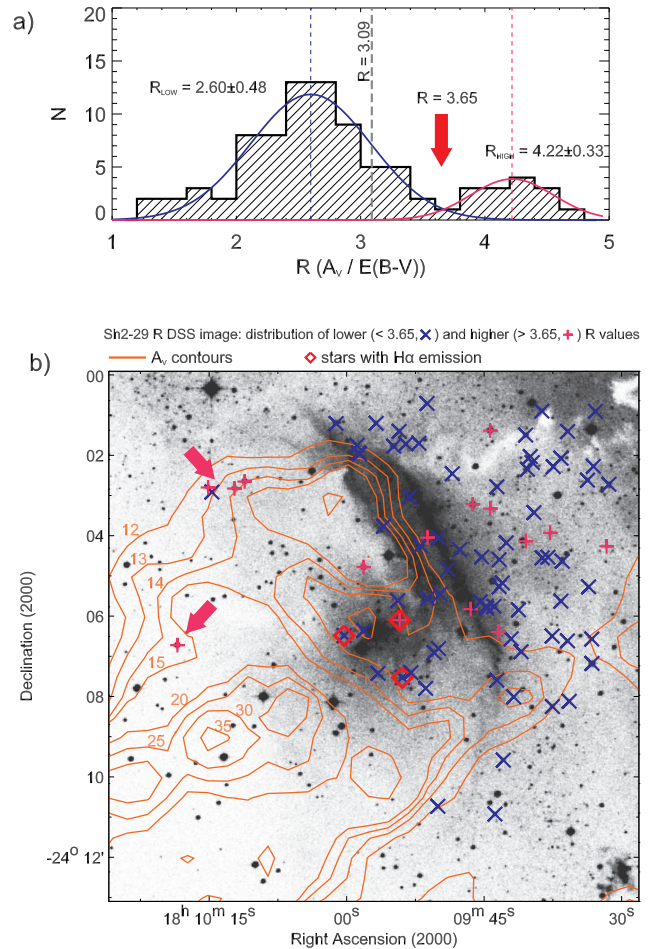 a)
20
15
10
5
0
N
R_LOW = 2.60±0.48
R = 3.09
R = 3.65
R_HIGH = 4.22±0.33
1 2 3 4 5
R (A_V / E(B-V))
Sh2-29 R DSS image: distribution of lower (< 3.65, ×) and higher (> 3.65, +) R values
A_V contours
stars with Hα emission
b)
00
02
04
06
08
10
-24° 12'
Declination (2000)
12
13
14
15
20
25
30
35
18ʰ 10ᵐ 15ˢ 00ˢ 09ᵐ 45ˢ 30ˢ
Right Ascension (2000)